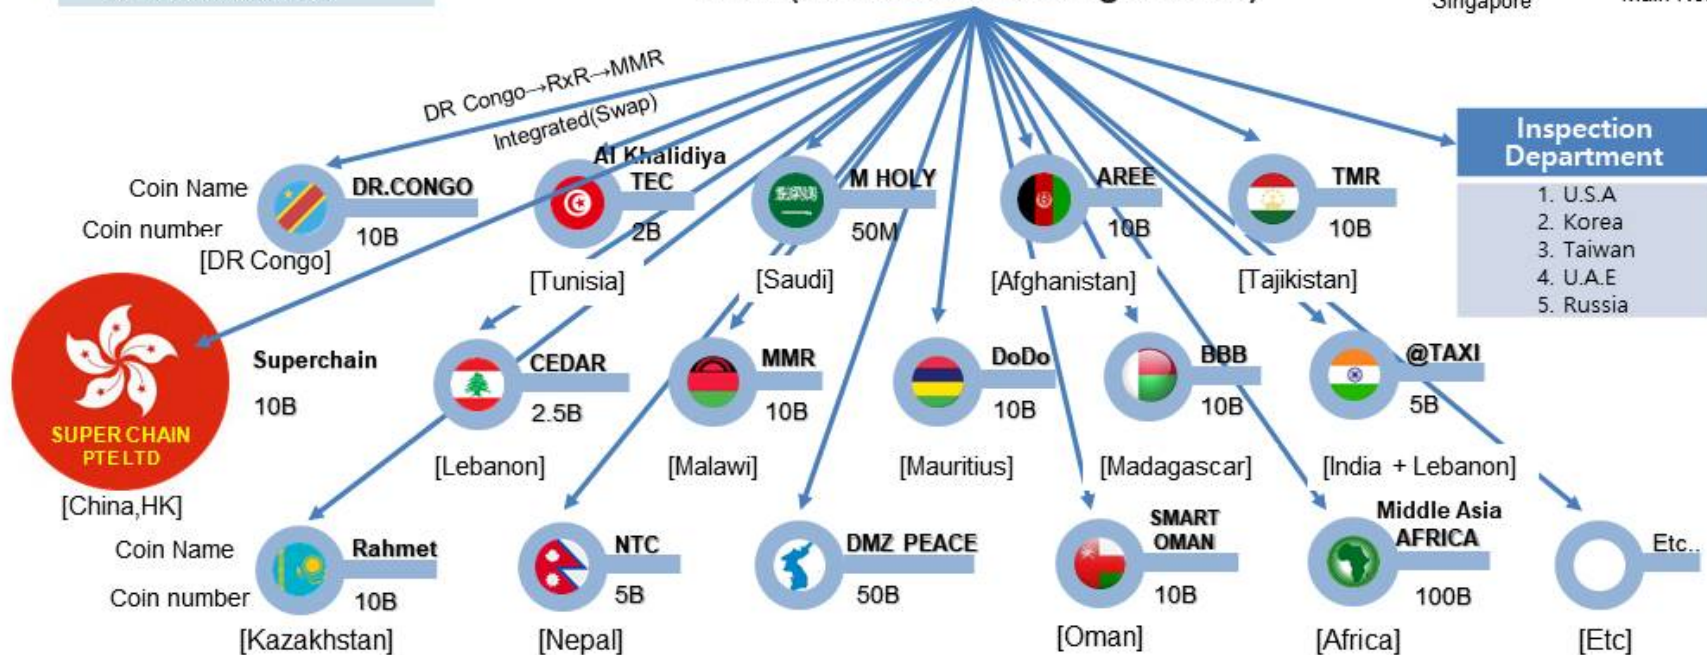 Singapore
DR Congo→RxR→MMR
Integrated(Swap)
Inspection
Department
1. U.S.A
2. Korea
3. Taiwan
4. U.A.E
5. Russia
Coin Name
Coin number
DR.CONGO
10B
[DR Congo]
Al Khalidiya
TEC
2B
[Tunisia]
M HOLY
50M
[Saudi]
AREE
10B
[Afghanistan]
TMR
10B
[Tajikistan]
SUPER CHAIN
PTE LTD
[China,HK]
Superchain
10B
CEDAR
2.5B
[Lebanon]
MMR
10B
[Malawi]
DoDo
10B
[Mauritius]
BBB
10B
[Madagascar]
@TAXI
5B
[India + Lebanon]
Coin Name
Coin number
Rahmet
10B
[Kazakhstan]
NTC
5B
[Nepal]
DMZ PEACE
50B
SMART
OMAN
10B
[Oman]
Middle Asia
AFRICA
100B
[Africa]
Etc..
[Etc]